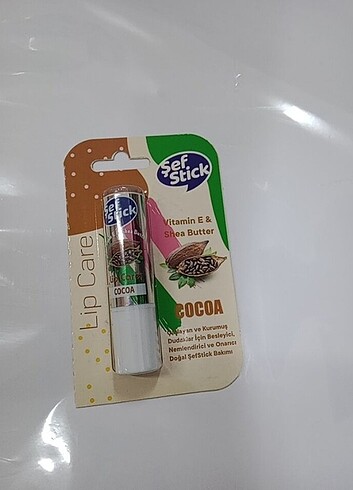 Şef
Stick
Lip Care
Şef
Stick
COCOA
Vitamin E &
Shea Butter
COCOA
ve Kurumuş
Dudaklar İçin Besleyici,
Nemlendirici ve Onarıcı
Doğal ŞefStick Bakımı